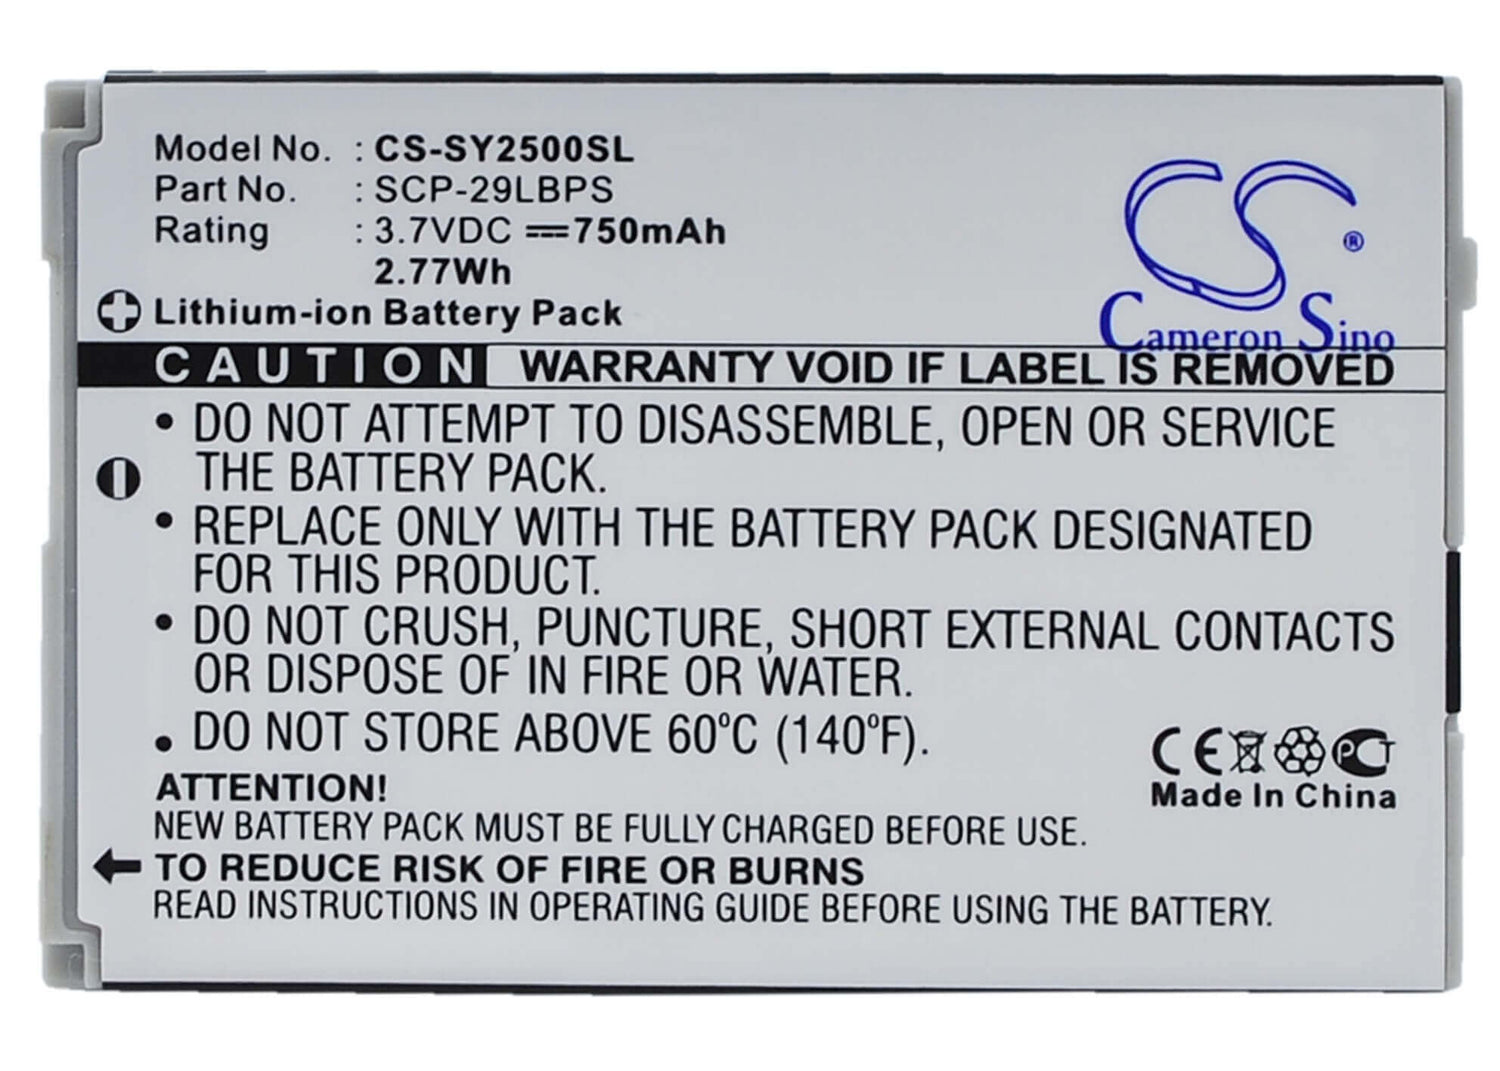 Model No. : CS-SY2500SL
Part No. : SCP-29LBPS
Rating : 3.7VDC ⎓750mAh
2.77Wh
Lithium-ion Battery Pack
CS ®
Cameron Sino
CAUTION WARRANTY VOID IF LABEL IS REMOVED
• DO NOT ATTEMPT TO DISASSEMBLE, OPEN OR SERVICE
THE BATTERY PACK.
• REPLACE ONLY WITH THE BATTERY PACK DESIGNATED
FOR THIS PRODUCT.
• DO NOT CRUSH, PUNCTURE, SHORT EXTERNAL CONTACTS
OR DISPOSE OF IN FIRE OR WATER.
• DO NOT STORE ABOVE 60ºC (140ºF).
CE PCT
Made In China
ATTENTION!
NEW BATTERY PACK MUST BE FULLY CHARGED BEFORE USE.
TO REDUCE RISK OF FIRE OR BURNS
READ INSTRUCTIONS IN OPERATING GUIDE BEFORE USING THE BATTERY.